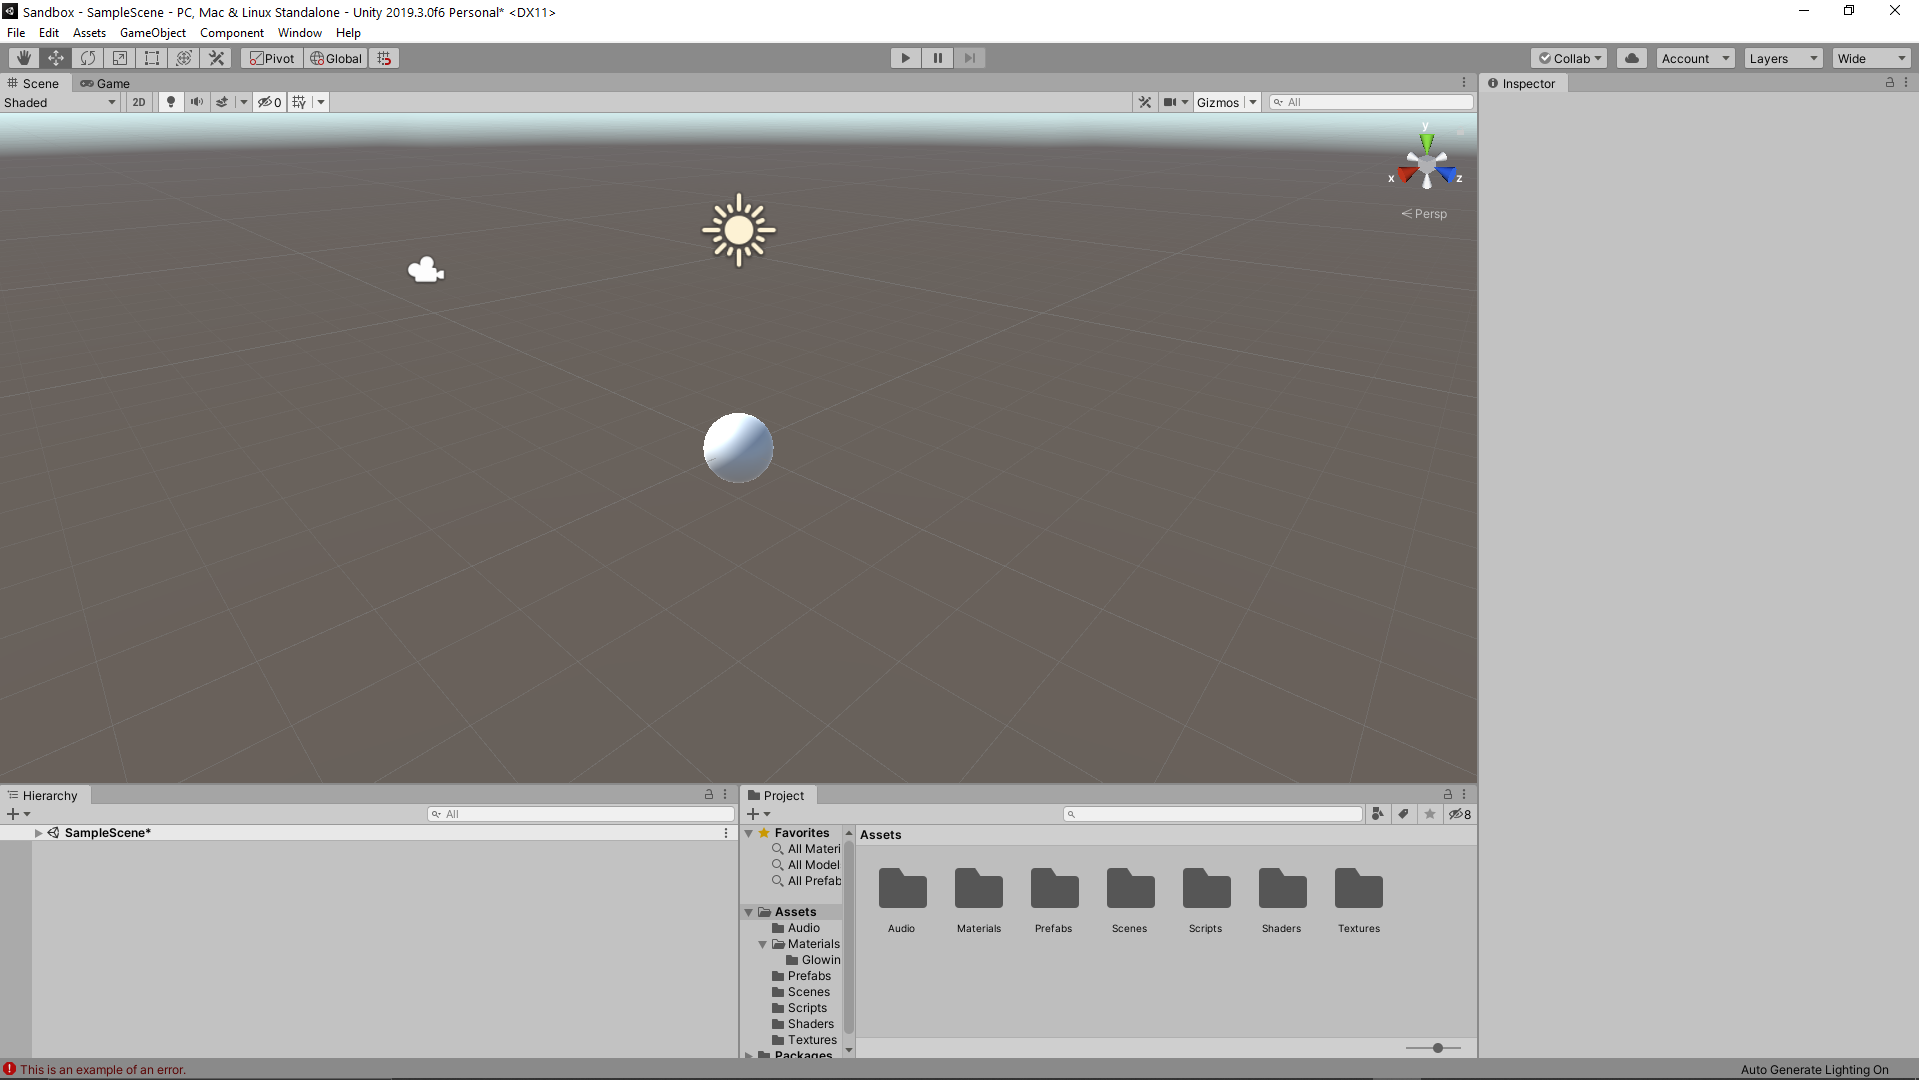 Sandbox - SampleScene - PC, Mac & Linux Standalone - Unity 2019.3.0f6 Personal* <DX11>
File Edit Assets GameObject Component Window Help
Pivot Global Collab Account Layers Wide
Scene Game
Inspector
Shaded 2D 0 Gizmos All
y
x z
Persp
Hierarchy
All
SampleScene*
Project
8
Favorites
All Materi
All Model
All Prefab
Assets
Audio
Materials
Glowin
Prefabs
Scenes
Scripts
Shaders
Textures
Packages
Assets
Audio Materials Prefabs Scenes Scripts Shaders Textures
This is an example of an error.
Auto Generate Lighting On